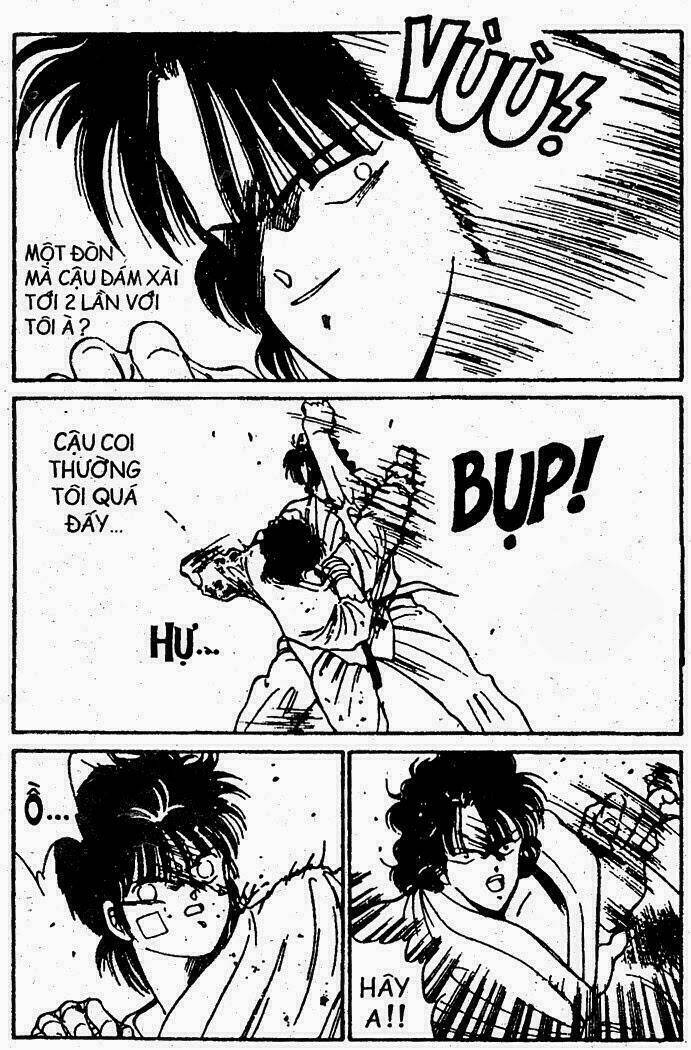 VÚÚ!
MỘT ĐÒN
MÀ CẬU DÁM XÀI
TỚI 2 LẦN VỚI
TÔI À?
CẬU COI
THƯỜNG
TÔI QUÁ
ĐẤY...
BỤP!
HỰ...
Ồ...
HÂY
A!!